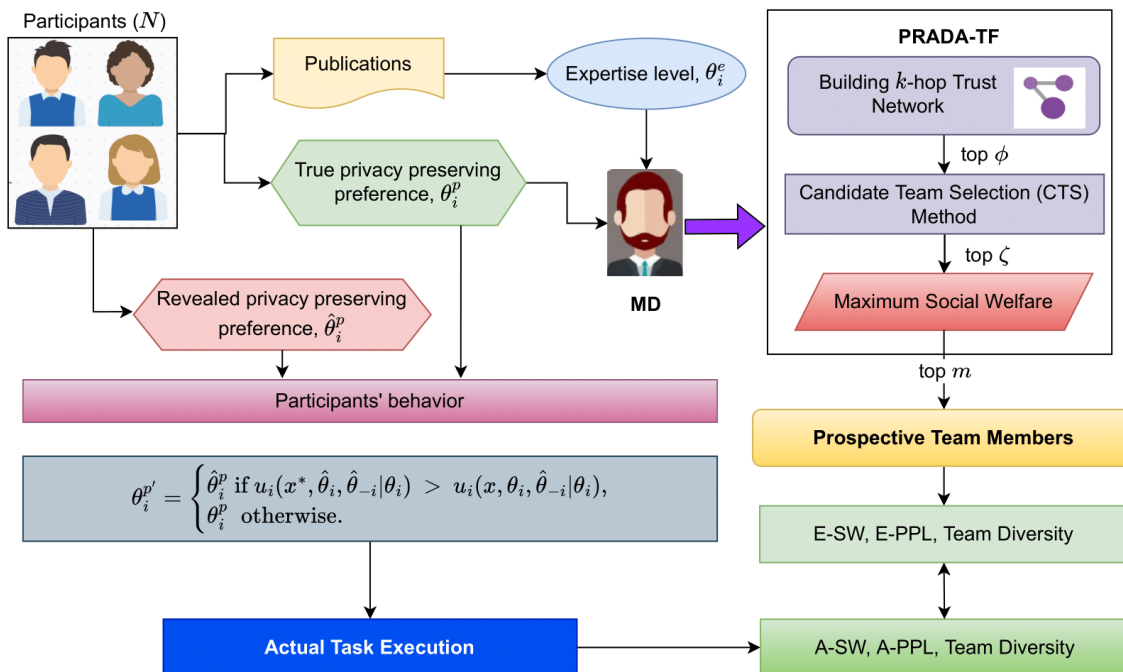 Participants (N)
Publications
Expertise level, θ_i^e
True privacy preserving
preference, θ_i^p
Revealed privacy preserving
preference, θ̂_i^p
MD
PRADA-TF
Building k-hop Trust
Network
top ϕ
Candidate Team Selection (CTS)
Method
top ζ
Maximum Social Welfare
top m
Participants' behavior
Prospective Team Members
θ_i^{p'} = { θ̂_i^p if u_i(x*, θ̂_i, θ̂_{-i}|θ_i) > u_i(x, θ_i, θ̂_{-i}|θ_i),
θ_i^p otherwise.
E-SW, E-PPL, Team Diversity
Actual Task Execution
A-SW, A-PPL, Team Diversity